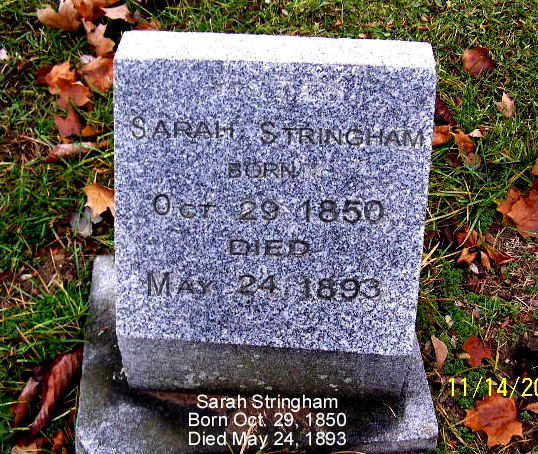 SISTER
SARAH. STRINGHAM
BORN
OCT 29 1850.
DIED
MAY 24, 1893.
11/14/20
Sarah Stringham
Born Oct. 29, 1850
Died May 24, 1893